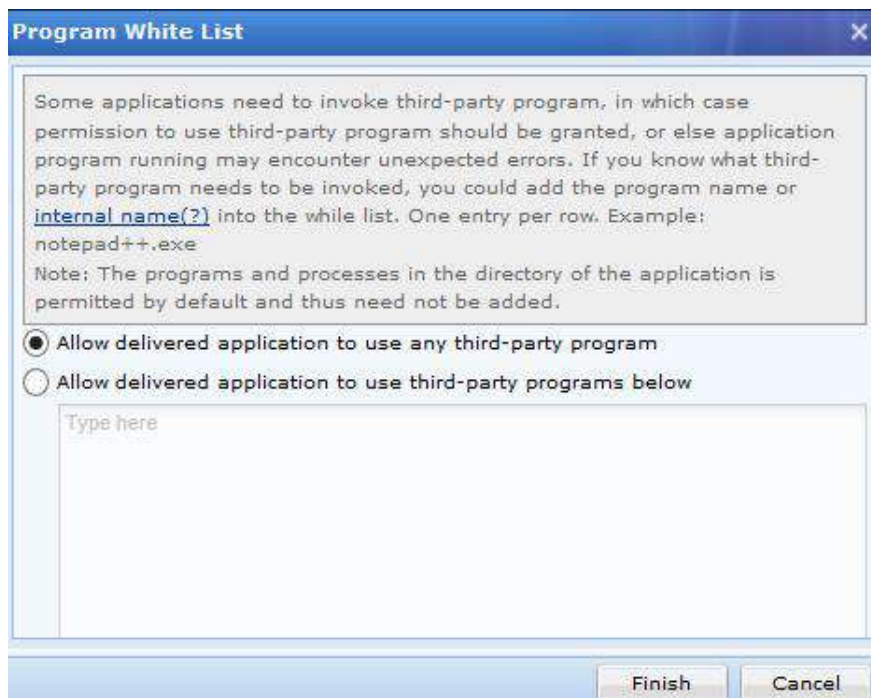 Program White List
Some applications need to invoke third-party program, in which case
permission to use third-party program should be granted, or else application
program running may encounter unexpected errors. If you know what third-
party program needs to be invoked, you could add the program name or
internal name(?) into the while list. One entry per row. Example:
notepad++.exe
Note: The programs and processes in the directory of the application is
permitted by default and thus need not be added.
Allow delivered application to use any third-party program
Allow delivered application to use third-party programs below
Type here
Finish Cancel